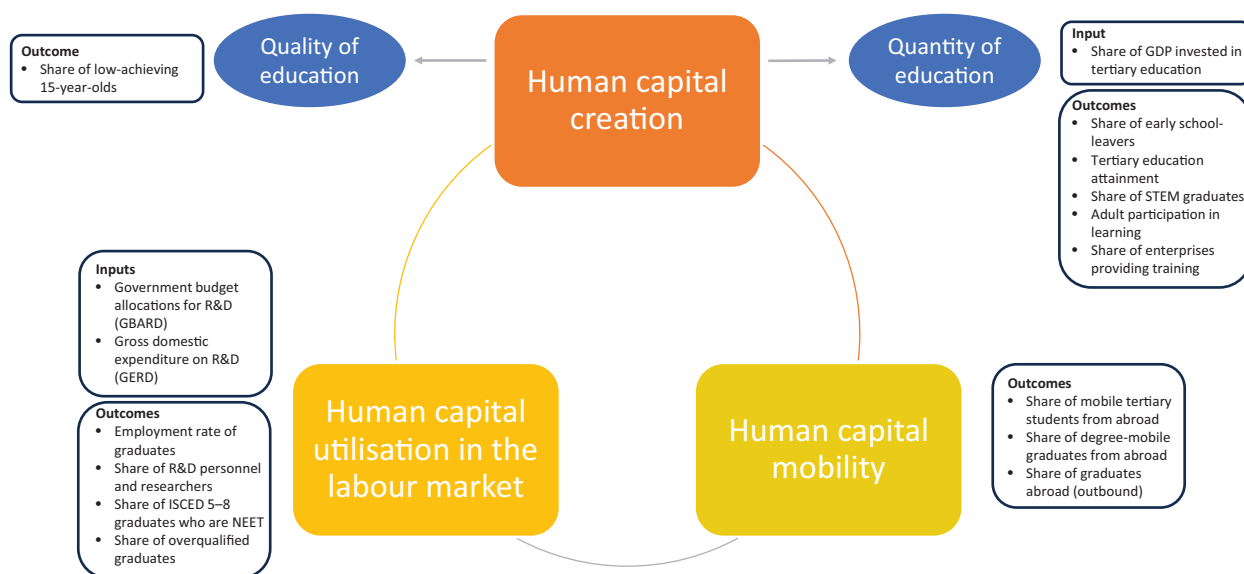 Outcome
• Share of low-achieving
15-year-olds
Quality of
education
Human capital
creation
Quantity of
education
Input
• Share of GDP invested in
tertiary education
Outcomes
• Share of early school-
leavers
• Tertiary education
attainment
• Share of STEM graduates
• Adult participation in
learning
• Share of enterprises
providing training
Inputs
• Government budget
allocations for R&D
(GBARD)
• Gross domestic
expenditure on R&D
(GERD)
Outcomes
• Employment rate of
graduates
• Share of R&D personnel
and researchers
• Share of ISCED 5–8
graduates who are NEET
• Share of overqualified
graduates
Human capital
utilisation in the
labour market
Human capital
mobility
Outcomes
• Share of mobile tertiary
students from abroad
• Share of degree-mobile
graduates from abroad
• Share of graduates
abroad (outbound)